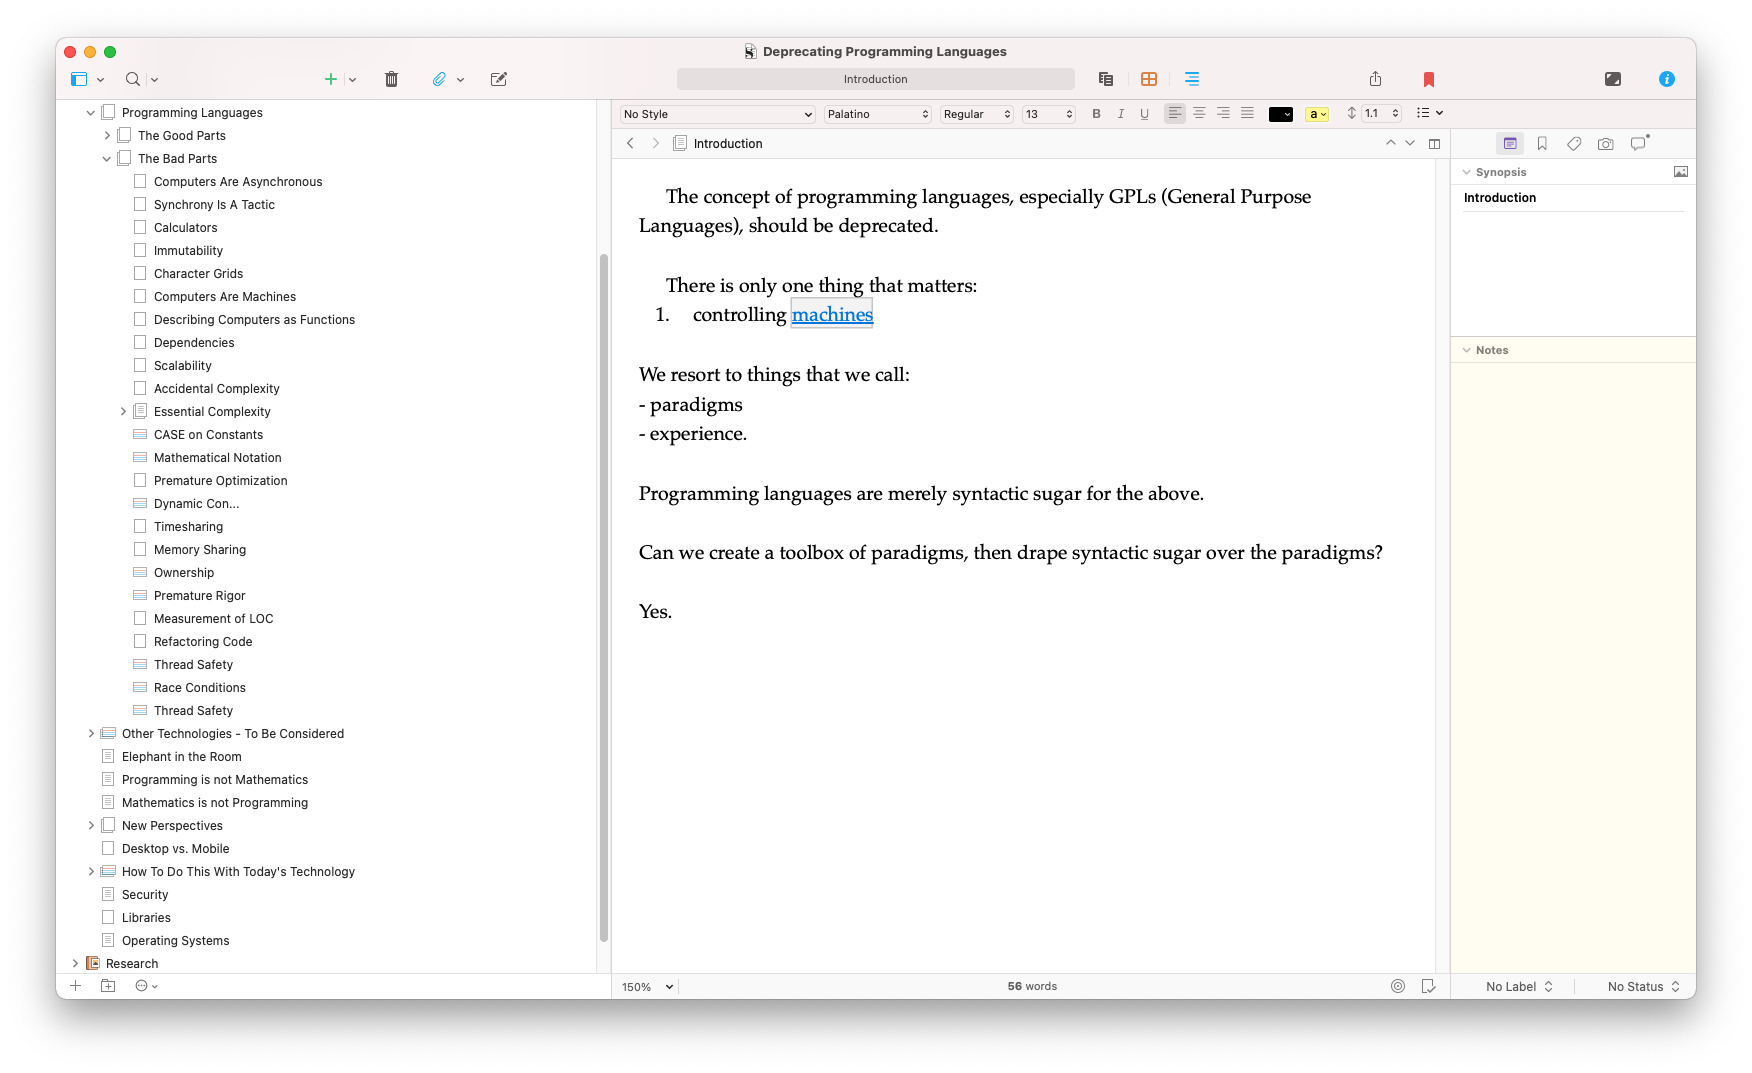 Deprecating Programming Languages
Introduction
No Style
Palatino
Regular
13
B
I
U
a
1.1
Programming Languages
The Good Parts
The Bad Parts
Computers Are Asynchronous
Synchrony Is A Tactic
Calculators
Immutability
Character Grids
Computers Are Machines
Describing Computers as Functions
Dependencies
Scalability
Accidental Complexity
Essential Complexity
CASE on Constants
Mathematical Notation
Premature Optimization
Dynamic Con...
Timesharing
Memory Sharing
Ownership
Premature Rigor
Measurement of LOC
Refactoring Code
Thread Safety
Race Conditions
Thread Safety
Other Technologies - To Be Considered
Elephant in the Room
Programming is not Mathematics
Mathematics is not Programming
New Perspectives
Desktop vs. Mobile
How To Do This With Today's Technology
Security
Libraries
Operating Systems
Research
Introduction
The concept of programming languages, especially GPLs (General Purpose
Languages), should be deprecated.
There is only one thing that matters:
1. controlling machines
We resort to things that we call:
- paradigms
- experience.
Programming languages are merely syntactic sugar for the above.
Can we create a toolbox of paradigms, then drape syntactic sugar over the paradigms?
Yes.
150%
56 words
Synopsis
Introduction
Notes
No Label
No Status